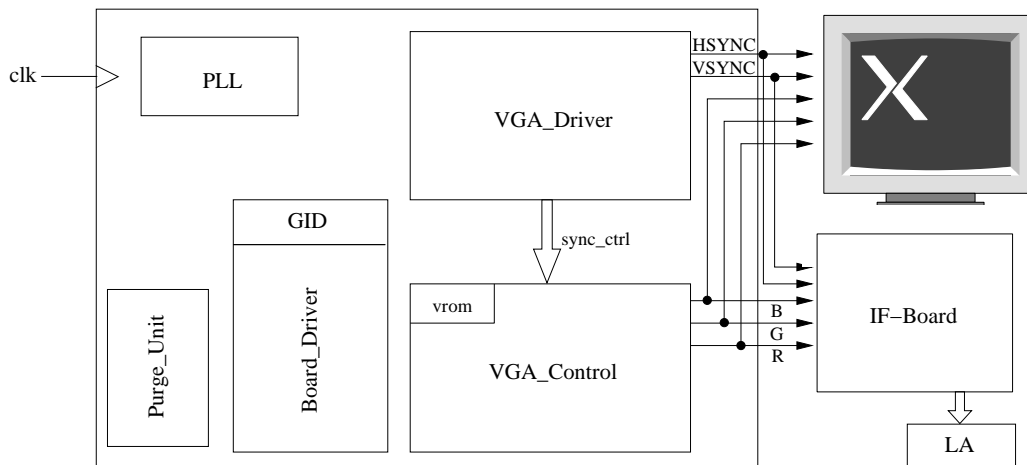 HSYNC
clk
PLL
VSYNC
X
VGA_Driver
GID
sync_ctrl
vrom
B
IF−Board
G
Purge_Unit
Board_Driver
VGA_Control
R
LA